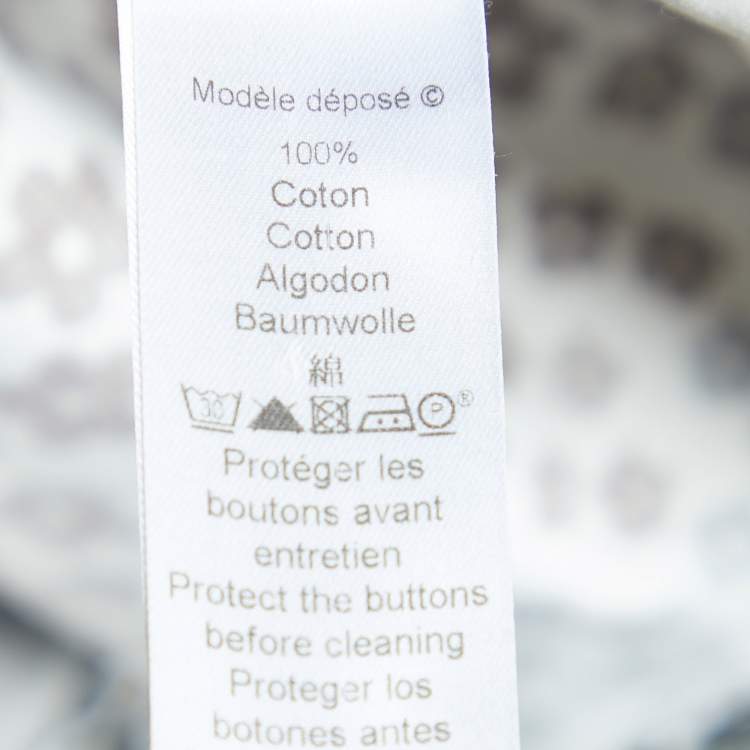 Modèle déposé ©
100%
Coton
Cotton
Algodon
Baumwolle
綿
30 P ®
Protéger les
boutons avant
entretien
Protect the buttons
before cleaning
Proteger los
botones antes